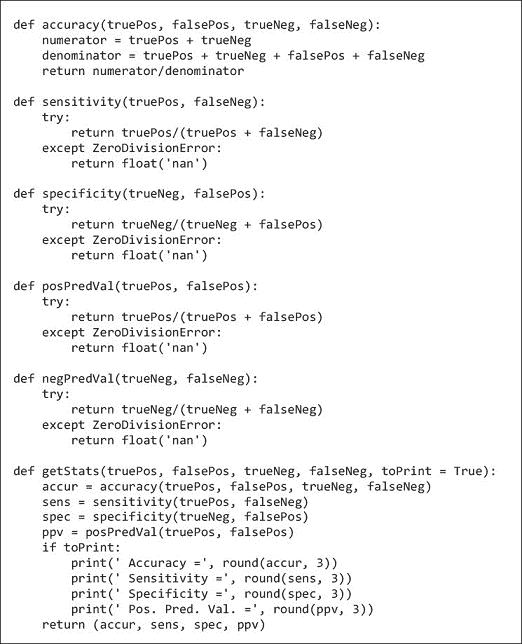 def accuracy(truePos, falsePos, trueNeg, falseNeg):
    numerator = truePos + trueNeg
    denominator = truePos + trueNeg + falsePos + falseNeg
    return numerator/denominator

def sensitivity(truePos, falseNeg):
    try:
        return truePos/(truePos + falseNeg)
    except ZeroDivisionError:
        return float('nan')

def specificity(trueNeg, falsePos):
    try:
        return trueNeg/(trueNeg + falsePos)
    except ZeroDivisionError:
        return float('nan')

def posPredVal(truePos, falsePos):
    try:
        return truePos/(truePos + falsePos)
    except ZeroDivisionError:
        return float('nan')

def negPredVal(trueNeg, falseNeg):
    try:
        return trueNeg/(trueNeg + falseNeg)
    except ZeroDivisionError:
        return float('nan')

def getStats(truePos, falsePos, trueNeg, falseNeg, toPrint = True):
    accur = accuracy(truePos, falsePos, trueNeg, falseNeg)
    sens = sensitivity(truePos, falseNeg)
    spec = specificity(trueNeg, falsePos)
    ppv = posPredVal(truePos, falsePos)
    if toPrint:
        print(' Accuracy =', round(accur, 3))
        print(' Sensitivity =', round(sens, 3))
        print(' Specificity =', round(spec, 3))
        print(' Pos. Pred. Val. =', round(ppv, 3))
    return (accur, sens, spec, ppv)